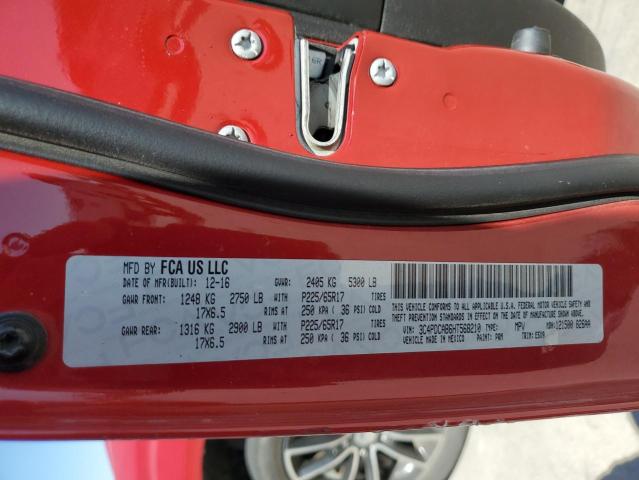 MFD BY FCA US LLC
DATE OF MFR(BUILT): 12-16 GVWR: 2405 KG 5300 LB
GAWR FRONT: 1248 KG 2750 LB WITH P225/65R17 TIRES
17X6.5 RIMS AT 250 KPA ( 36 PSI) COLD
GAWR REAR: 1316 KG 2900 LB WITH P225/65R17 TIRES
17X6.5 RIMS AT 250 KPA ( 36 PSI) COLD
THIS VEHICLE CONFORMS TO ALL APPLICABLE U.S.A. FEDERAL MOTOR VEHICLE SAFETY AND
THEFT PREVENTION STANDARDS IN EFFECT ON THE DATE OF MANUFACTURE SHOWN ABOVE.
VIN: 3C4PDCAB6HT569210 TYPE: MPV MDH: 121500 626AA
VEHICLE MADE IN MEXICO PAINT: PRM TRIM: E5X9